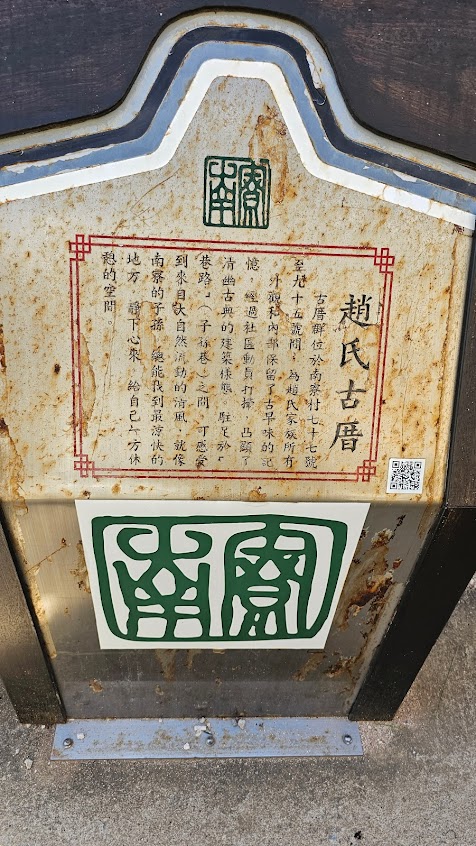 南寮
趙氏古厝
古厝群位於南寮村七十七號
至九十五號間，為趙氏家族所有
外觀和內部保留了古早味的記
憶，經過社區動員打掃，凸顯了
清幽古典的建築樣態。駐足於「
巷路」(子孫巷)之間，可感受
到來自大自然流動的清風，就像
南寮的子孫，總能找到最涼快的
地方，靜下心來，給自己一方休
憩的空間。
南寮